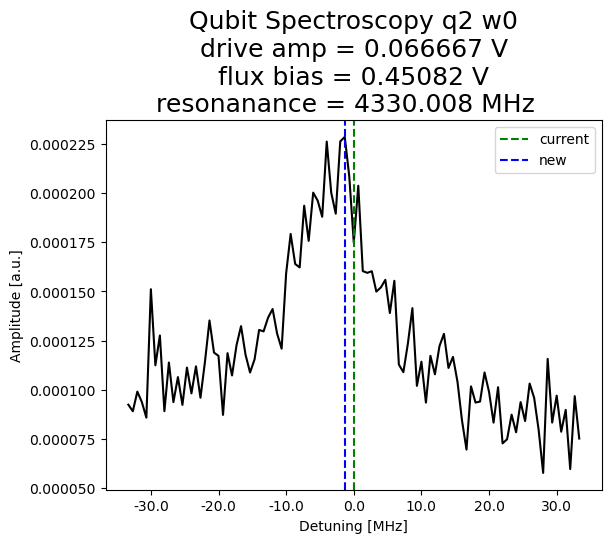 Qubit Spectroscopy q2 w0
drive amp = 0.066667 V
flux bias = 0.45082 V
resonanance = 4330.008 MHz
current
new
0.000225
0.000200
0.000175
0.000150
0.000125
0.000100
0.000075
0.000050
Amplitude [a.u.]
-30.0 -20.0 -10.0 0.0 10.0 20.0 30.0
Detuning [MHz]